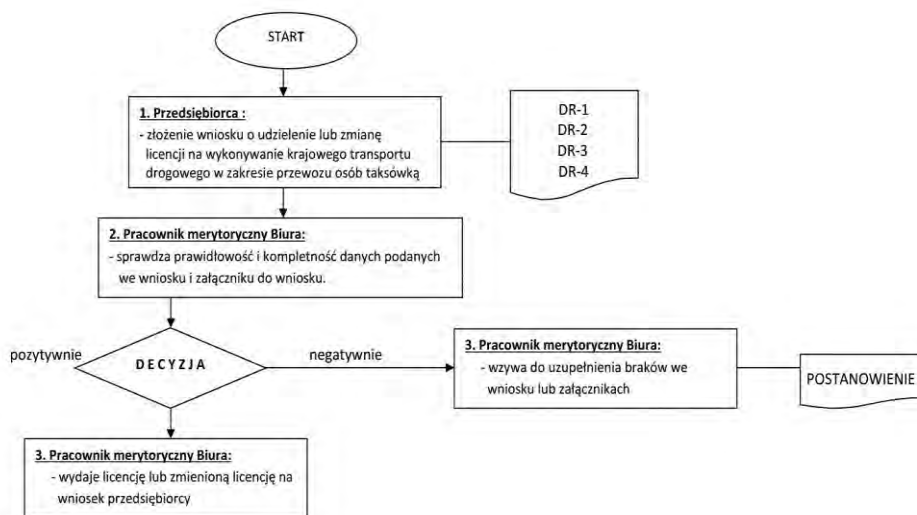 START
1. Przedsiębiorca :
- złożenie wniosku o udzielenie lub zmianę
licencji na wykonywanie krajowego transportu
drogowego w zakresie przewozu osób taksówką
DR-1
DR-2
DR-3
DR-4
2. Pracownik merytoryczny Biura:
- sprawdza prawidłowość i kompletność danych podanych
we wniosku i załączniku do wniosku.
pozytywnie
DECYZJA
negatywnie
3. Pracownik merytoryczny Biura:
- wzywa do uzupełnienia braków we
wniosku lub załącznikach
POSTANOWIENIE
3. Pracownik merytoryczny Biura:
- wydaje licencję lub zmienioną licencję na
wniosek przedsiębiorcy